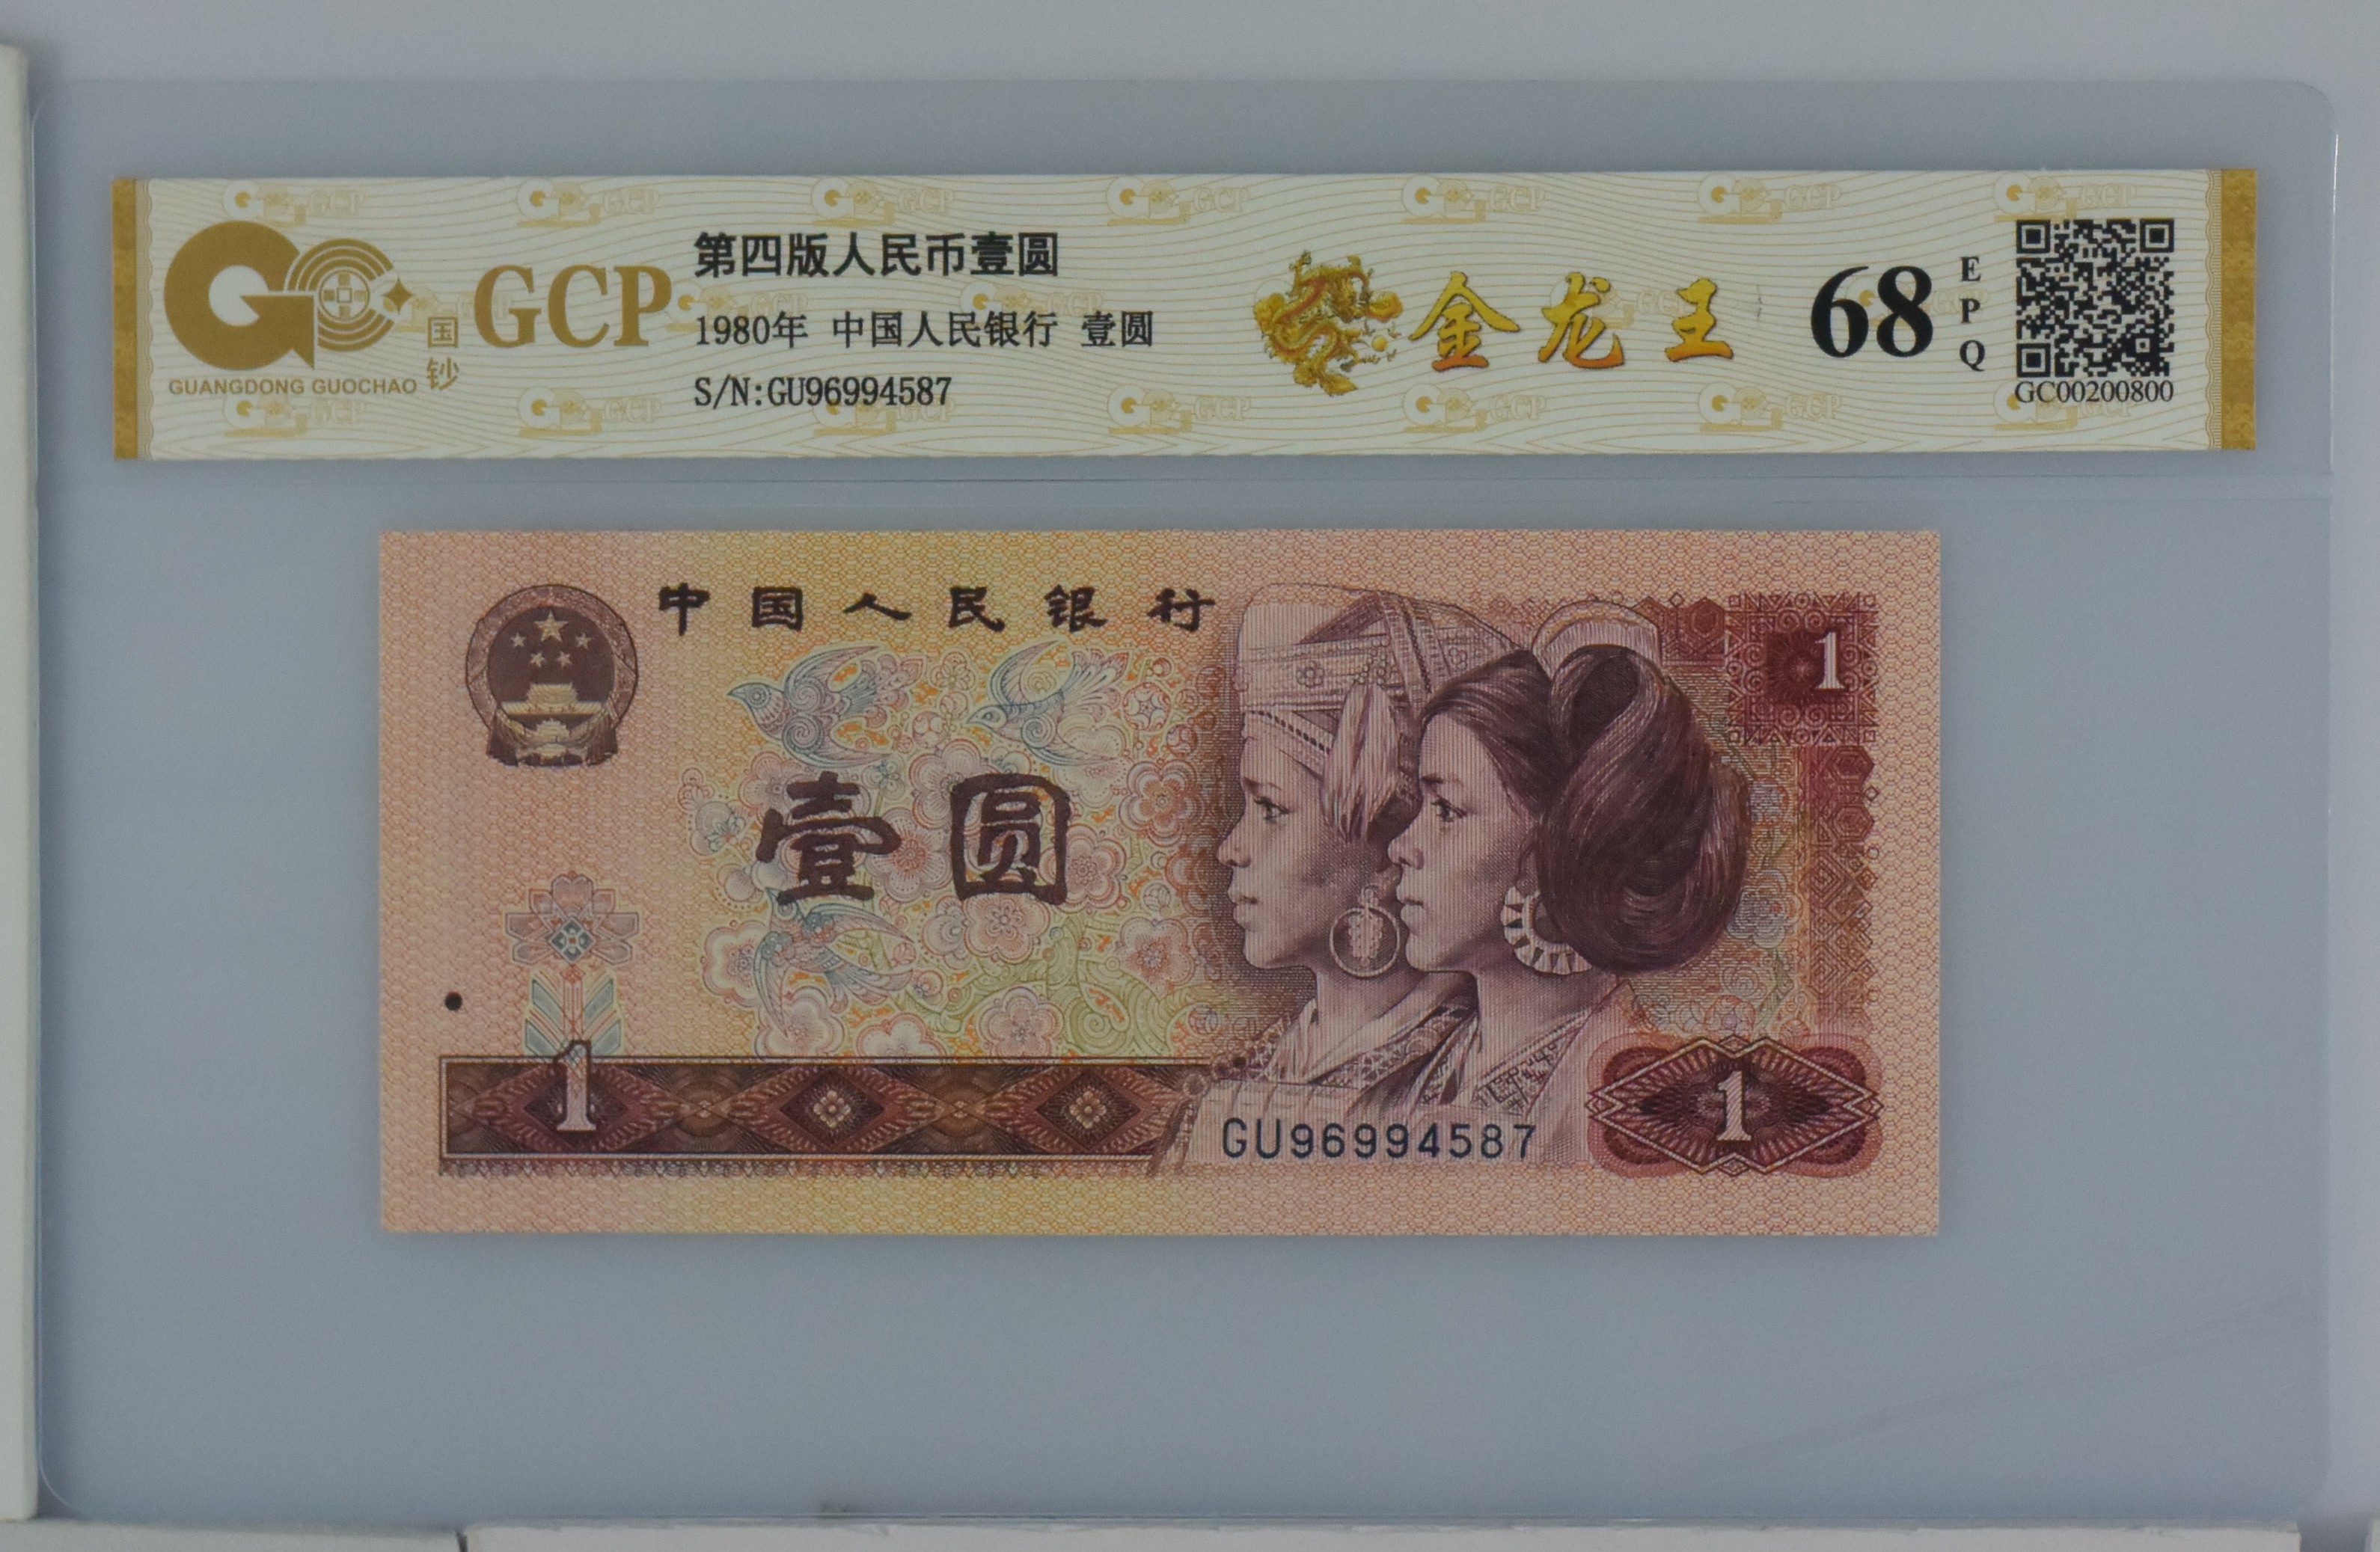 国钞
GCP
GUANGDONG GUOCHAO
第四版人民币壹圆
1980年 中国人民银行 壹圆
S/N:GU96994587
金龙王
68
EPQ
GC00200800
中国人民银行
1
壹圆
1
GU96994587
1